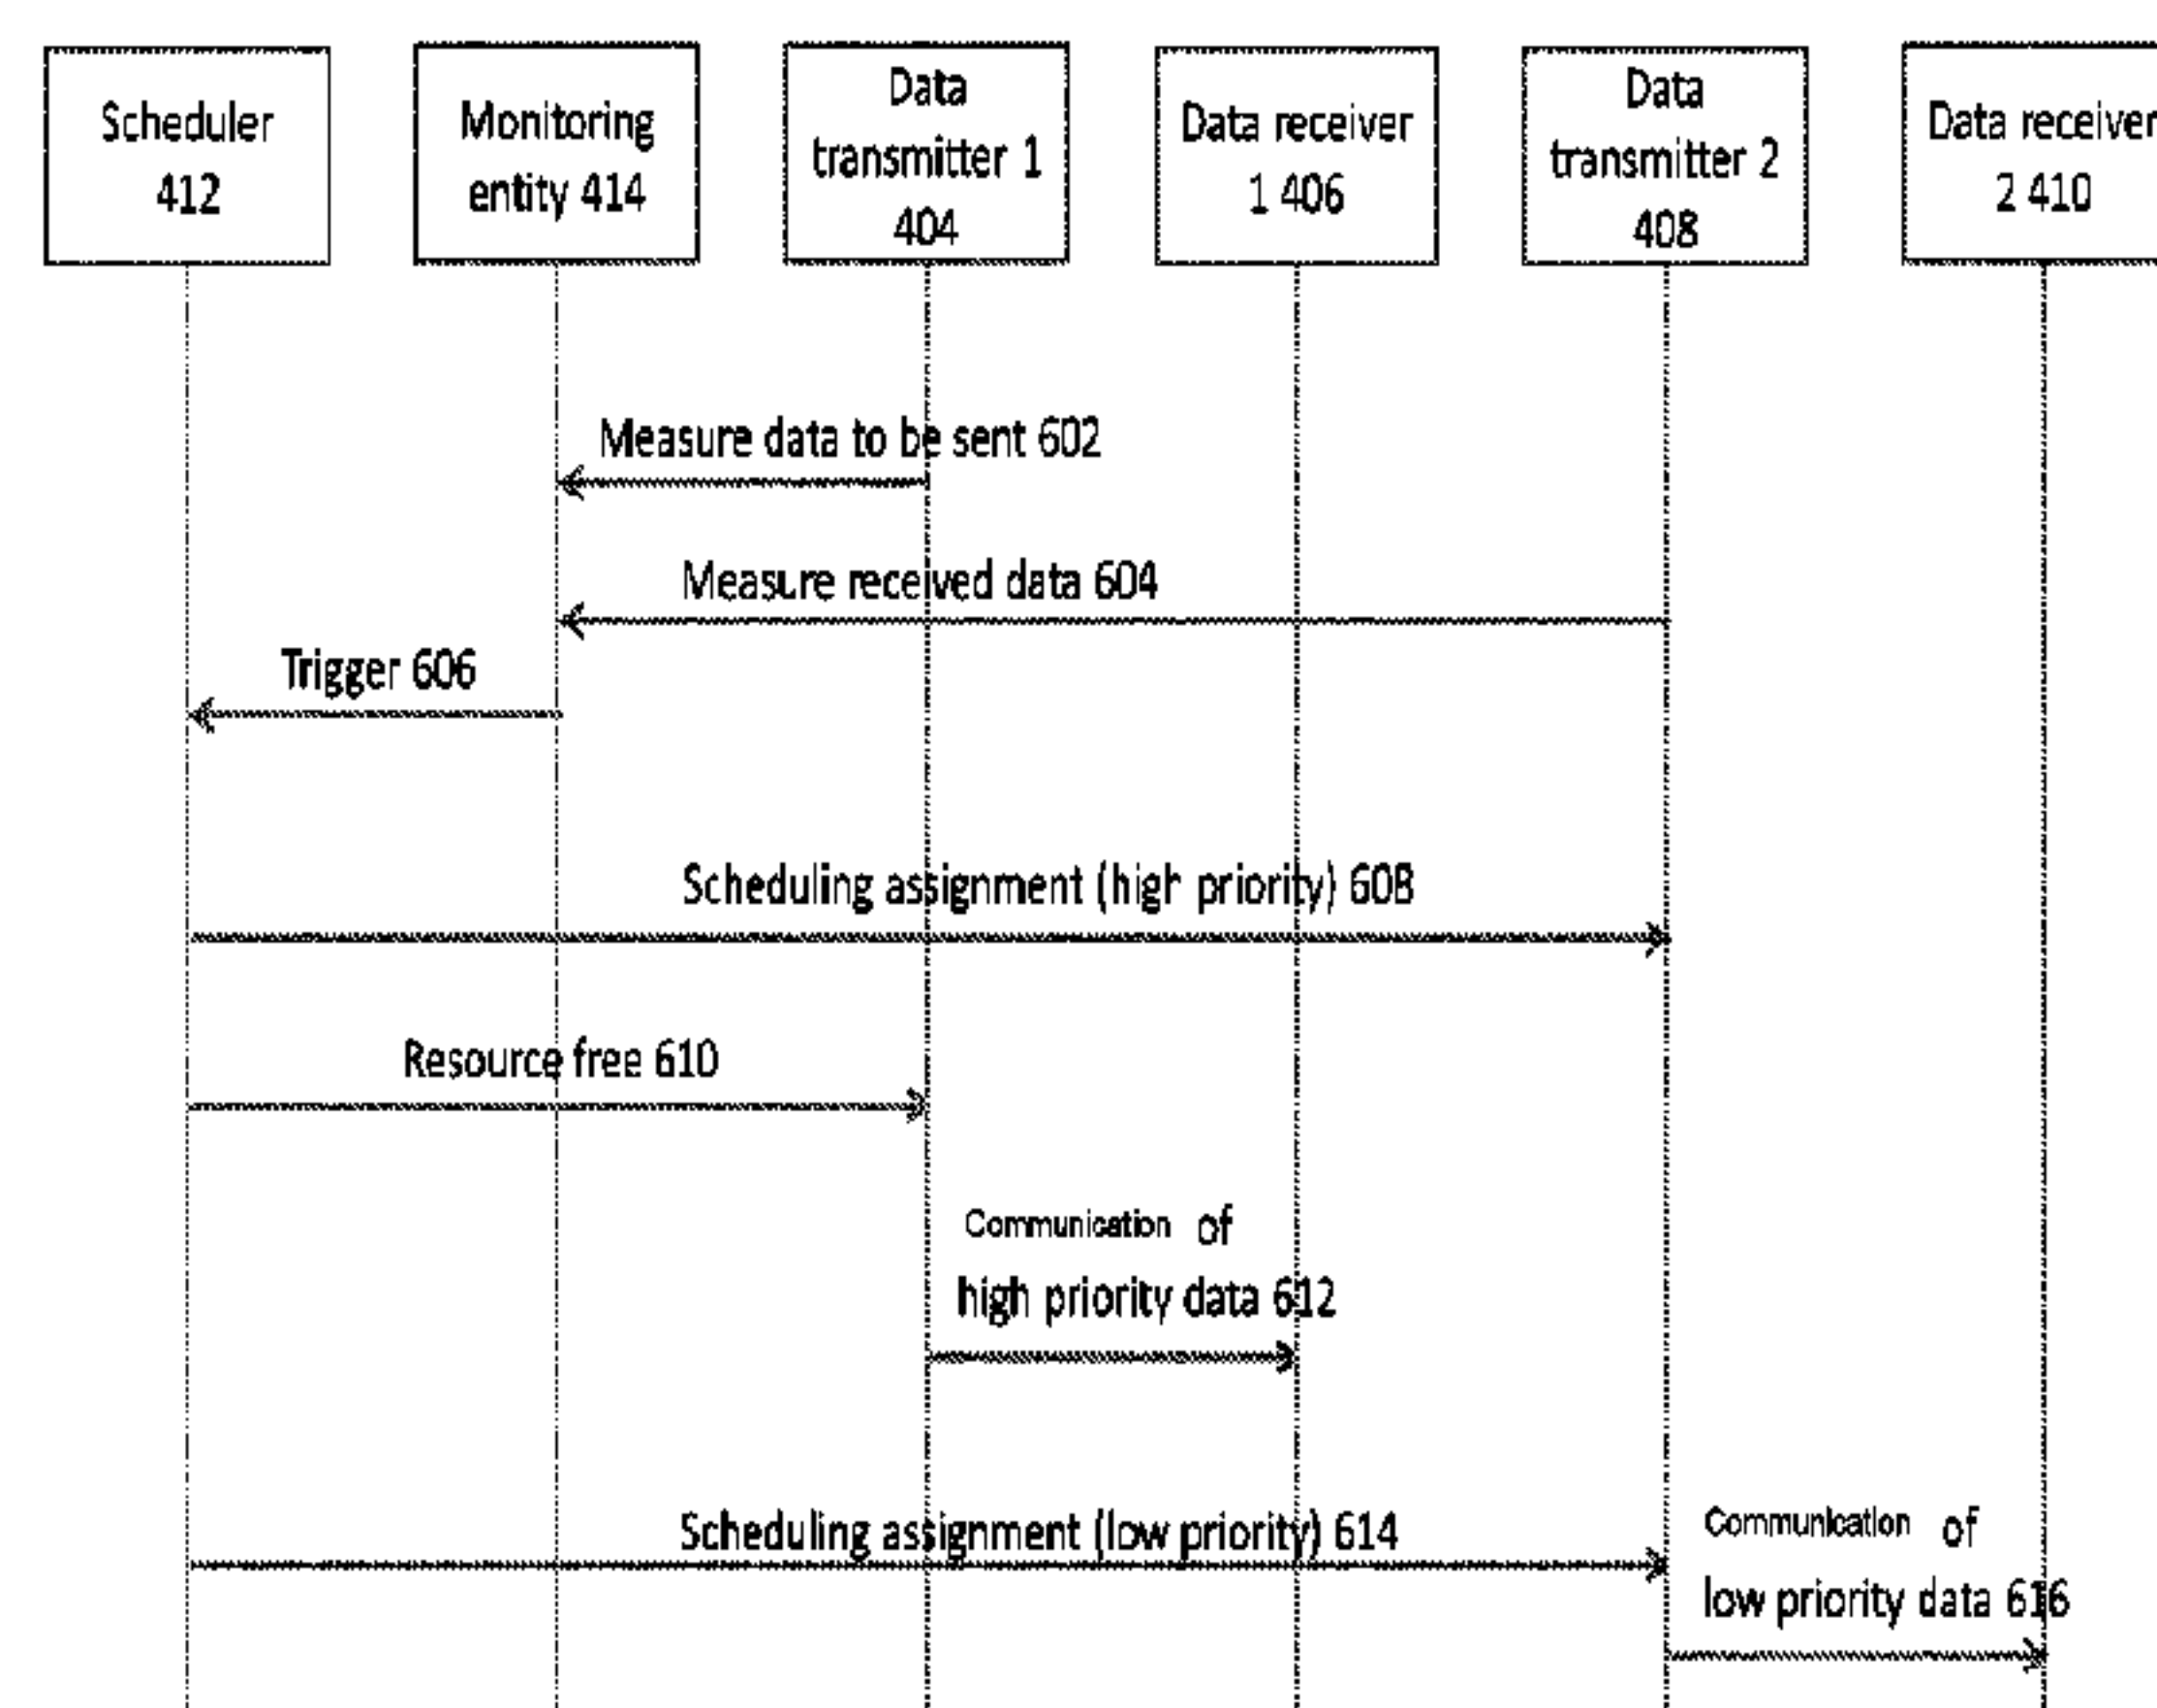 Scheduler
412
Monitoring
entity 414
Data
transmitter 1
404
Data receiver
1 406
Data
transmitter 2
408
Data receiver
2 410
Measure data to be sent 602
Measure received data 604
Trigger 606
Scheduling assignment (high priority) 608
Resource free 610
Communication of
high priority data 612
Scheduling assignment (low priority) 614
Communication of
low priority data 616